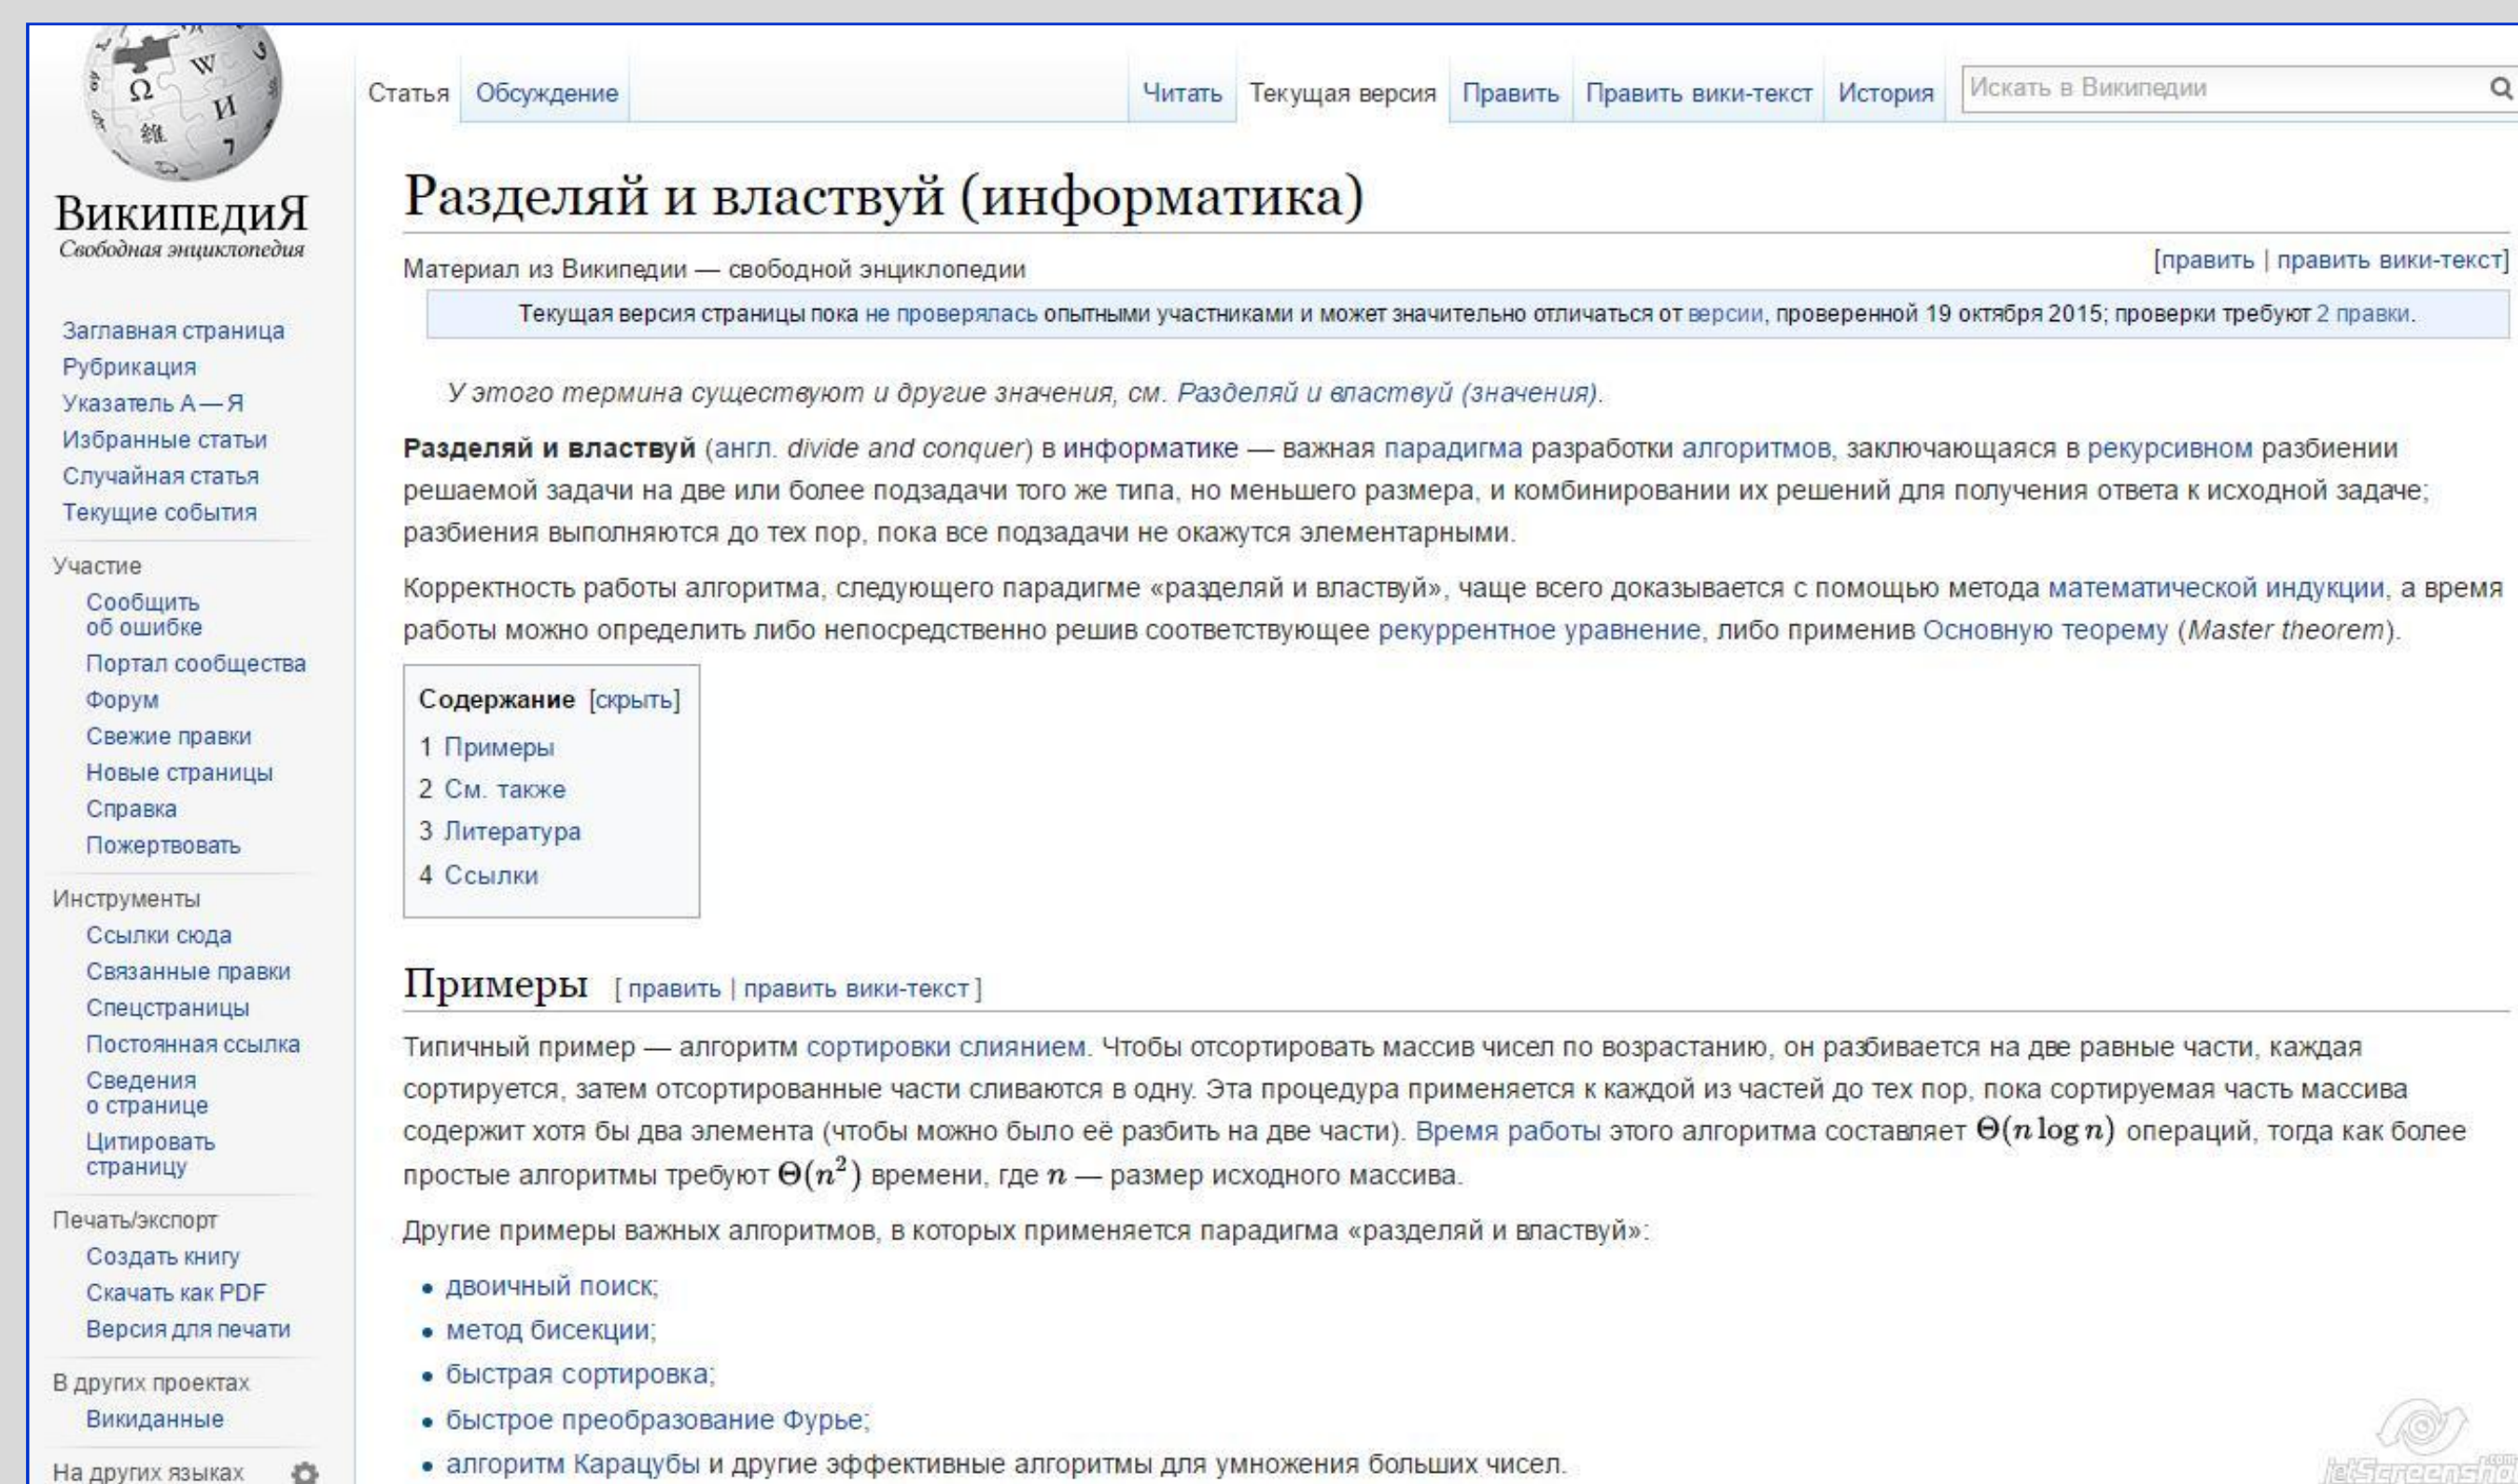 Ω
W
И
維
7
ВикипедиЯ
Свободная энциклопедия
Заглавная страница
Рубрикация
Указатель А — Я
Избранные статьи
Случайная статья
Текущие события
Участие
Сообщить
об ошибке
Портал сообщества
Форум
Свежие правки
Новые страницы
Справка
Пожертвовать
Инструменты
Ссылки сюда
Связанные правки
Спецстраницы
Постоянная ссылка
Сведения
о странице
Цитировать
страницу
Печать/экспорт
Создать книгу
Скачать как PDF
Версия для печати
В других проектах
Викиданные
На других языках
Статья Обсуждение Читать Текущая версия Править Править вики-текст История Искать в Википедии
Разделяй и властвуй (информатика)
Материал из Википедии — свободной энциклопедии [править | править вики-текст]
Текущая версия страницы пока не проверялась опытными участниками и может значительно отличаться от версии, проверенной 19 октября 2015; проверки требуют 2 правки.
У этого термина существуют и другие значения, см. Разделяй и властвуй (значения).
Разделяй и властвуй (англ. divide and conquer) в информатике — важная парадигма разработки алгоритмов, заключающаяся в рекурсивном разбиении
решаемой задачи на две или более подзадачи того же типа, но меньшего размера, и комбинировании их решений для получения ответа к исходной задаче;
разбиения выполняются до тех пор, пока все подзадачи не окажутся элементарными.
Корректность работы алгоритма, следующего парадигме «разделяй и властвуй», чаще всего доказывается с помощью метода математической индукции, а время
работы можно определить либо непосредственно решив соответствующее рекуррентное уравнение, либо применив Основную теорему (Master theorem).
Содержание [скрыть]
1 Примеры
2 См. также
3 Литература
4 Ссылки
Примеры [ править | править вики-текст ]
Типичный пример — алгоритм сортировки слиянием. Чтобы отсортировать массив чисел по возрастанию, он разбивается на две равные части, каждая
сортируется, затем отсортированные части сливаются в одну. Эта процедура применяется к каждой из частей до тех пор, пока сортируемая часть массива
содержит хотя бы два элемента (чтобы можно было её разбить на две части). Время работы этого алгоритма составляет Θ(n log n) операций, тогда как более
простые алгоритмы требуют Θ(n²) времени, где n — размер исходного массива.
Другие примеры важных алгоритмов, в которых применяется парадигма «разделяй и властвуй»:
• двоичный поиск;
• метод бисекции;
• быстрая сортировка;
• быстрое преобразование Фурье;
• алгоритм Карацубы и другие эффективные алгоритмы для умножения больших чисел.